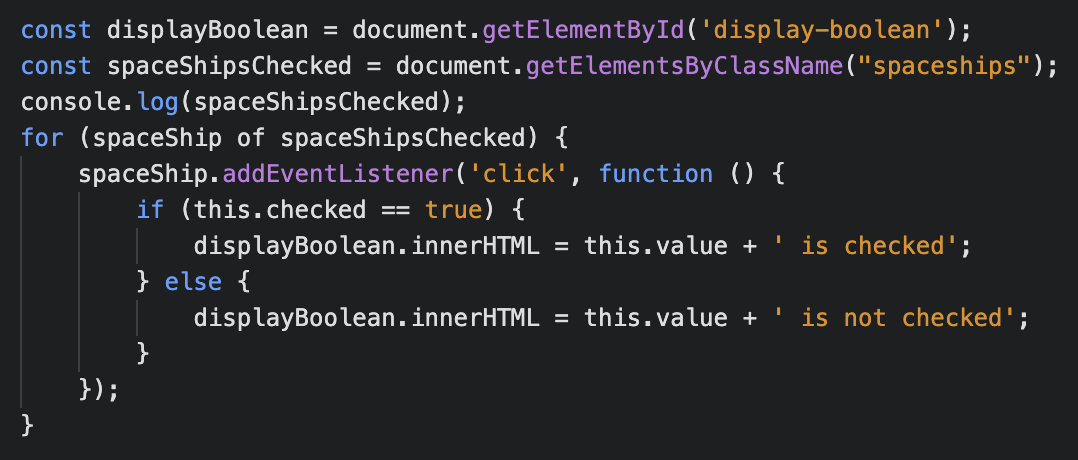 const displayBoolean = document.getElementById('display-boolean');
const spaceShipsChecked = document.getElementsByClassName("spaceships");
console.log(spaceShipsChecked);
for (spaceShip of spaceShipsChecked) {
    spaceShip.addEventListener('click', function () {
        if (this.checked == true) {
            displayBoolean.innerHTML = this.value + ' is checked';
        } else {
            displayBoolean.innerHTML = this.value + ' is not checked';
        }
    });
}